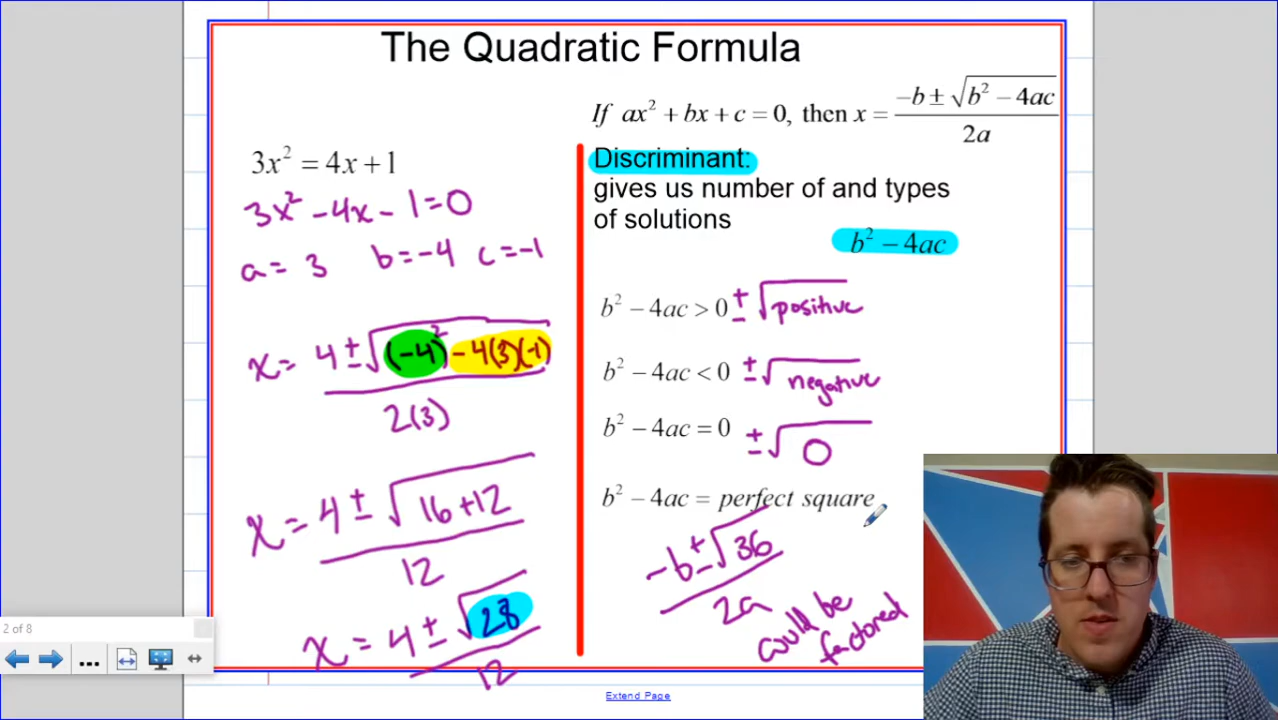 The Quadratic Formula
If ax² + bx + c = 0, then x = (-b ± √(b² - 4ac)) / 2a
3x² = 4x + 1
3x² - 4x - 1 = 0
a = 3 b = -4 c = -1
x = (4 ± √((-4)² - 4(3)(-1))) / 2(3)
x = (4 ± √(16 + 12)) / 12
x = (4 ± √28) / 12
Discriminant:
gives us number of and types
of solutions
b² - 4ac
b² - 4ac > 0 ± √positive
b² - 4ac < 0 ± √negative
b² - 4ac = 0 ± √0
b² - 4ac = perfect square
(-b ± √36) / 2a
could be
factored
2 of 8
...
Extend Page